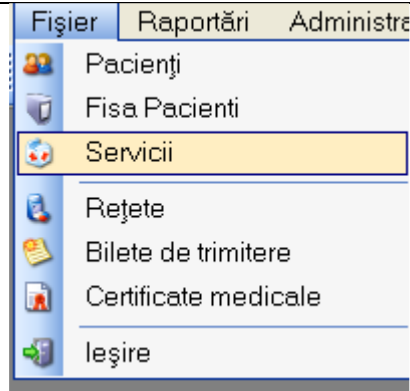 Fişier Raportări Administra
Pacienţi
Fisa Pacienti
Servicii
Reţete
Bilete de trimitere
Certificate medicale
Ieşire